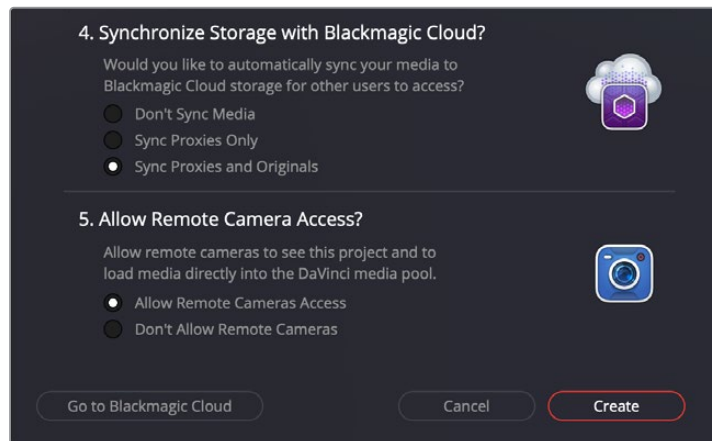 4. Synchronize Storage with Blackmagic Cloud?
Would you like to automatically sync your media to
Blackmagic Cloud storage for other users to access?
Don't Sync Media
Sync Proxies Only
Sync Proxies and Originals
5. Allow Remote Camera Access?
Allow remote cameras to see this project and to
load media directly into the DaVinci media pool.
Allow Remote Cameras Access
Don't Allow Remote Cameras
Go to Blackmagic Cloud
Cancel
Create